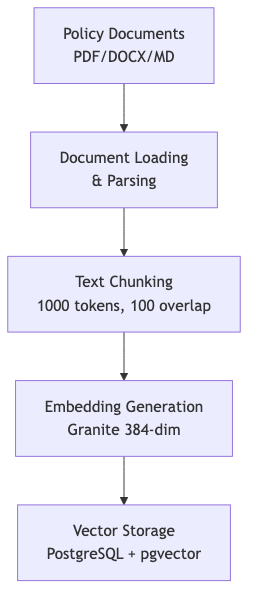 Policy Documents
PDF/DOCX/MD
Document Loading
& Parsing
Text Chunking
1000 tokens, 100 overlap
Embedding Generation
Granite 384-dim
Vector Storage
PostgreSQL + pgvector